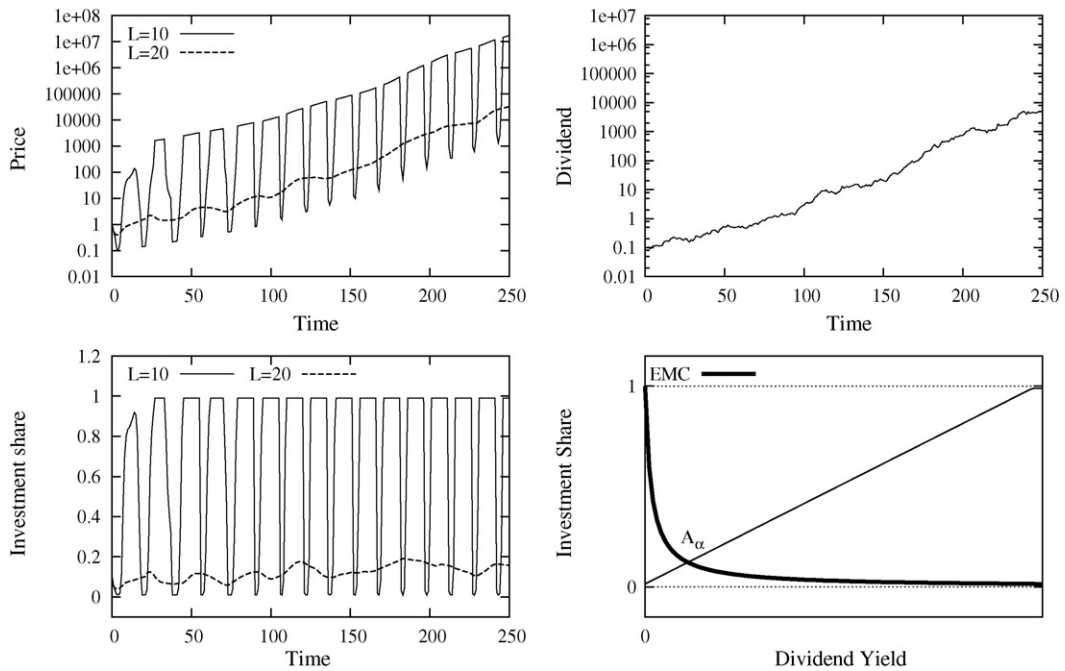 1e+08
1e+07
1e+06
100000
10000
1000
100
10
1
0.1
0.01
L=10
L=20
Price
0 50 100 150 200 250
Time
1e+07
1e+06
100000
10000
1000
100
10
1
0.1
0.01
Dividend
0 50 100 150 200 250
Time
1.2
1
0.8
0.6
0.4
0.2
0
L=10 L=20
Investment share
0 50 100 150 200 250
Time
EMC
1
0
Aα
Investment Share
0
Dividend Yield